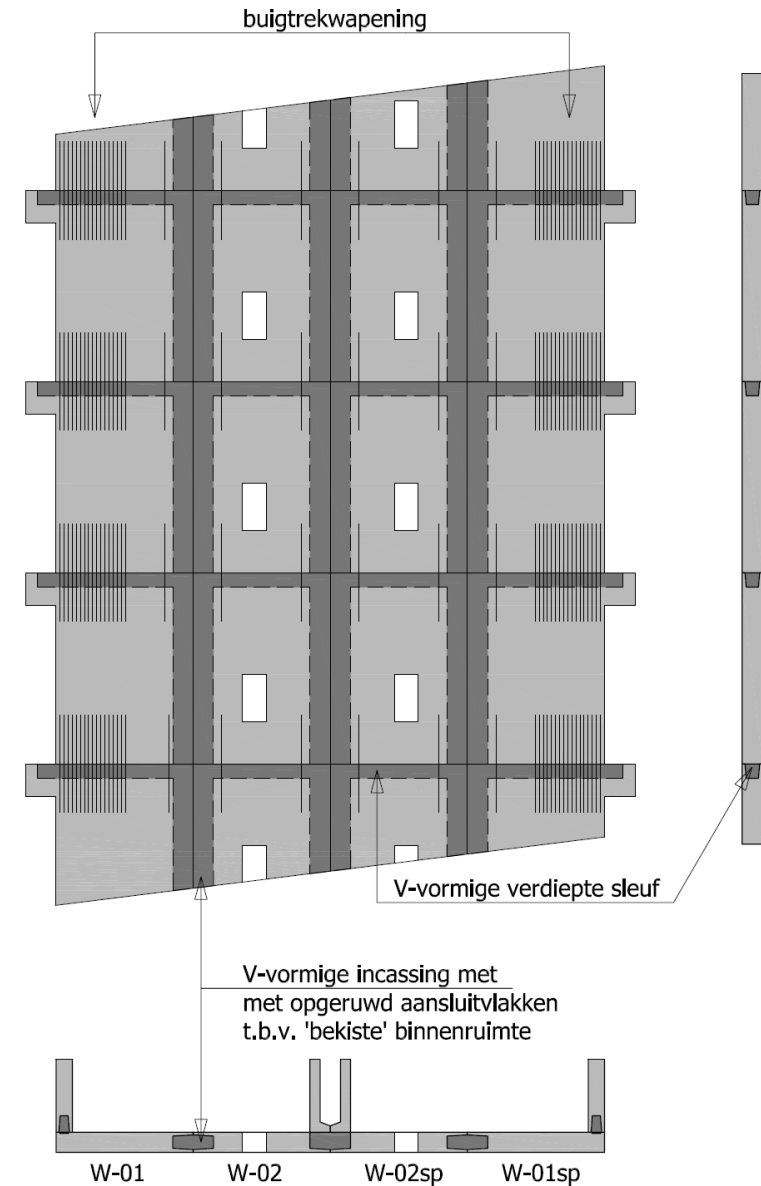 buigtrekwapening
V-vormige verdiepte sleuf
V-vormige incassing met
met opgeruwd aansluitvlakken
t.b.v. 'bekiste' binnenruimte
W-01 W-02 W-02sp W-01sp